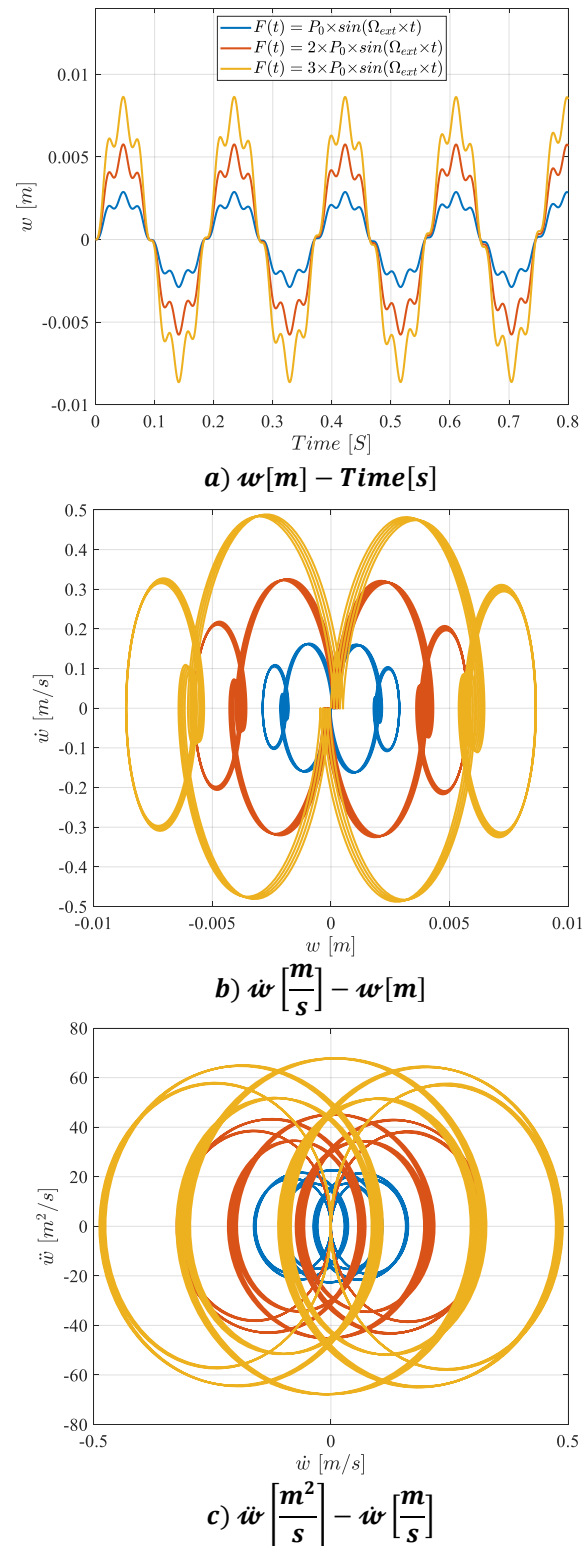 F(t) = P₀×sin(Ωₑₓₜ×t)
F(t) = 2×P₀×sin(Ωₑₓₜ×t)
F(t) = 3×P₀×sin(Ωₑₓₜ×t)
0.01
0.005
0
-0.005
-0.01
w [m]
0 0.1 0.2 0.3 0.4 0.5 0.6 0.7 0.8
Time [S]
a) w[m] − Time[s]
0.5
0.4
0.3
0.2
0.1
0
-0.1
-0.2
-0.3
-0.4
-0.5
ẇ [m/s]
-0.01 -0.005 0 0.005 0.01
w [m]
b) ẇ [m/s] − w[m]
80
60
40
20
0
-20
-40
-60
-80
ẅ [m²/s]
-0.5 0 0.5
ẇ [m/s]
c) ẅ [m²/s] − ẇ [m/s]